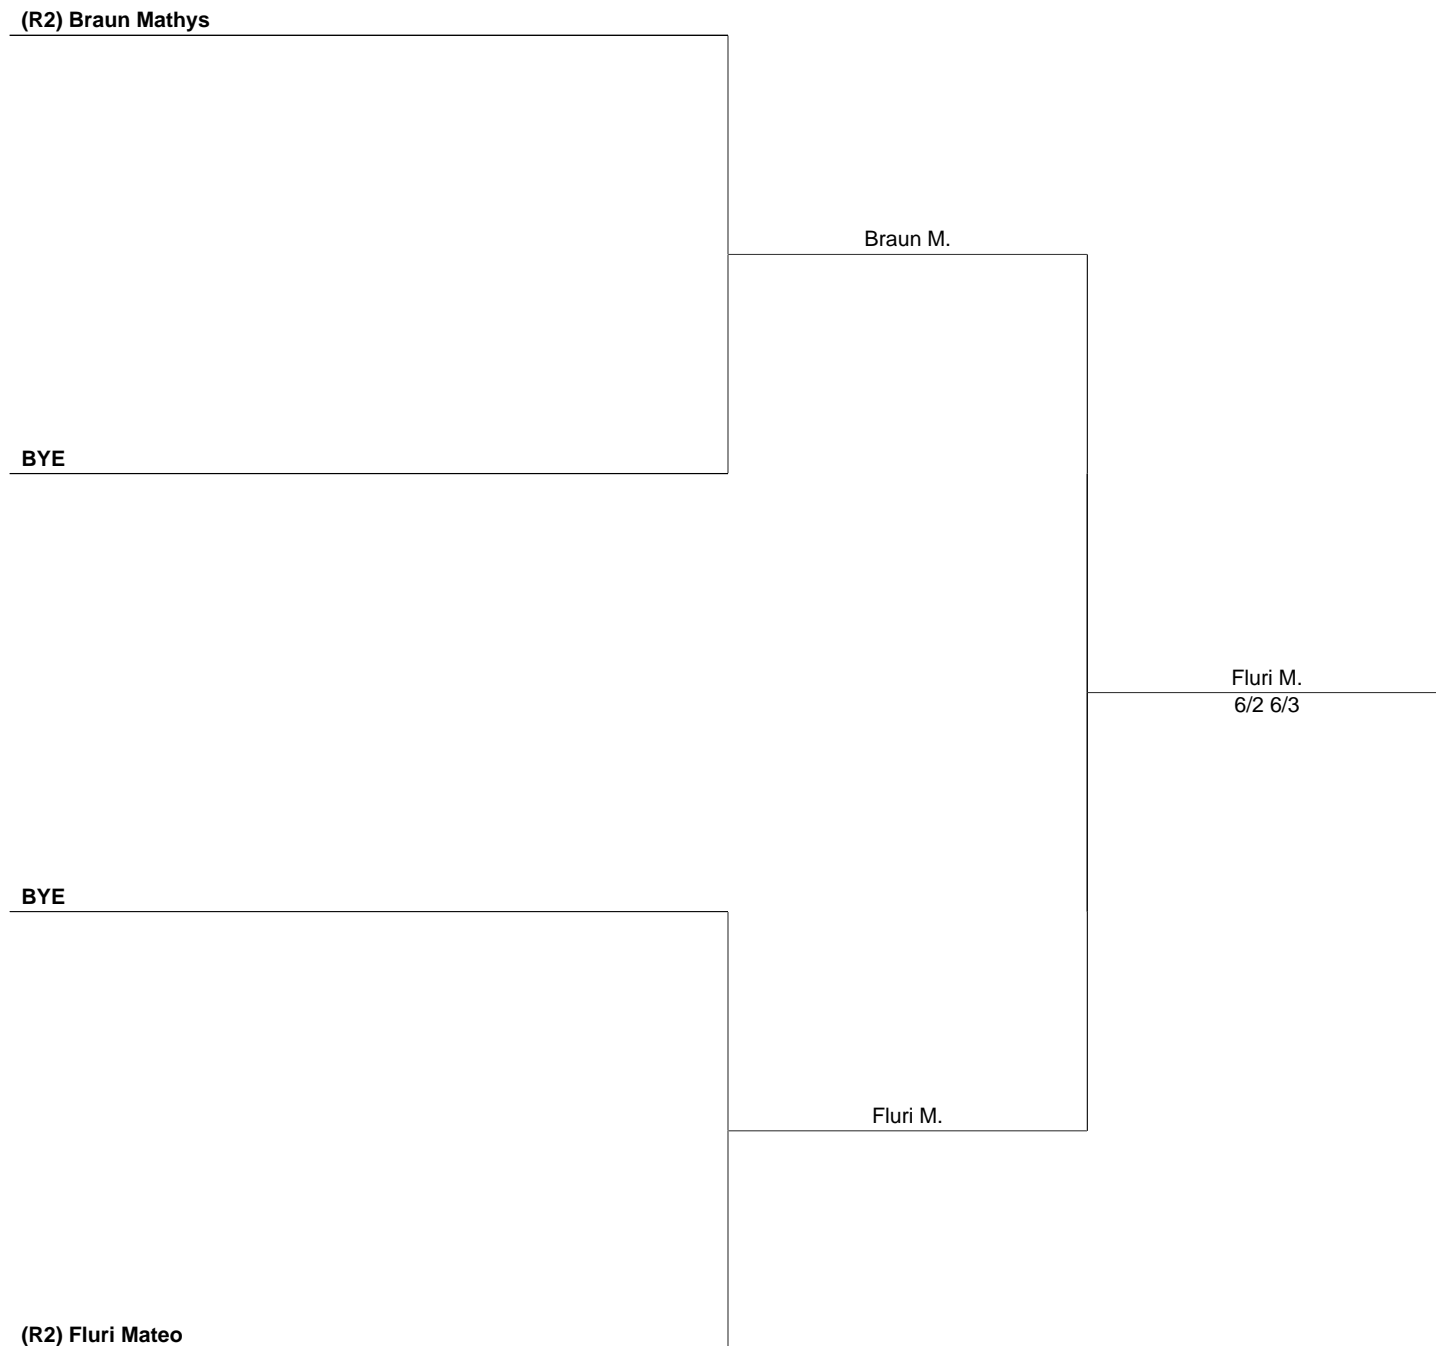 (R2) Braun Mathys
Braun M.
BYE
Fluri M.
6/2 6/3
BYE
Fluri M.
(R2) Fluri Mateo